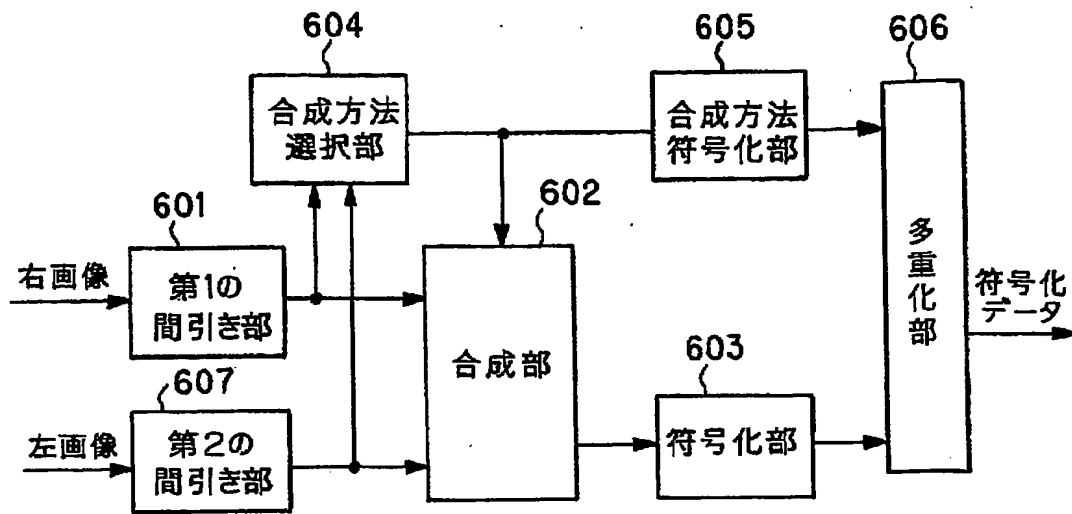 604
合成方法
選択部
605
合成方法
符号化部
606
多重化部
601
右画像
第1の
間引き部
602
合成部
603
符号化部
符号化
データ
607
左画像
第2の
間引き部